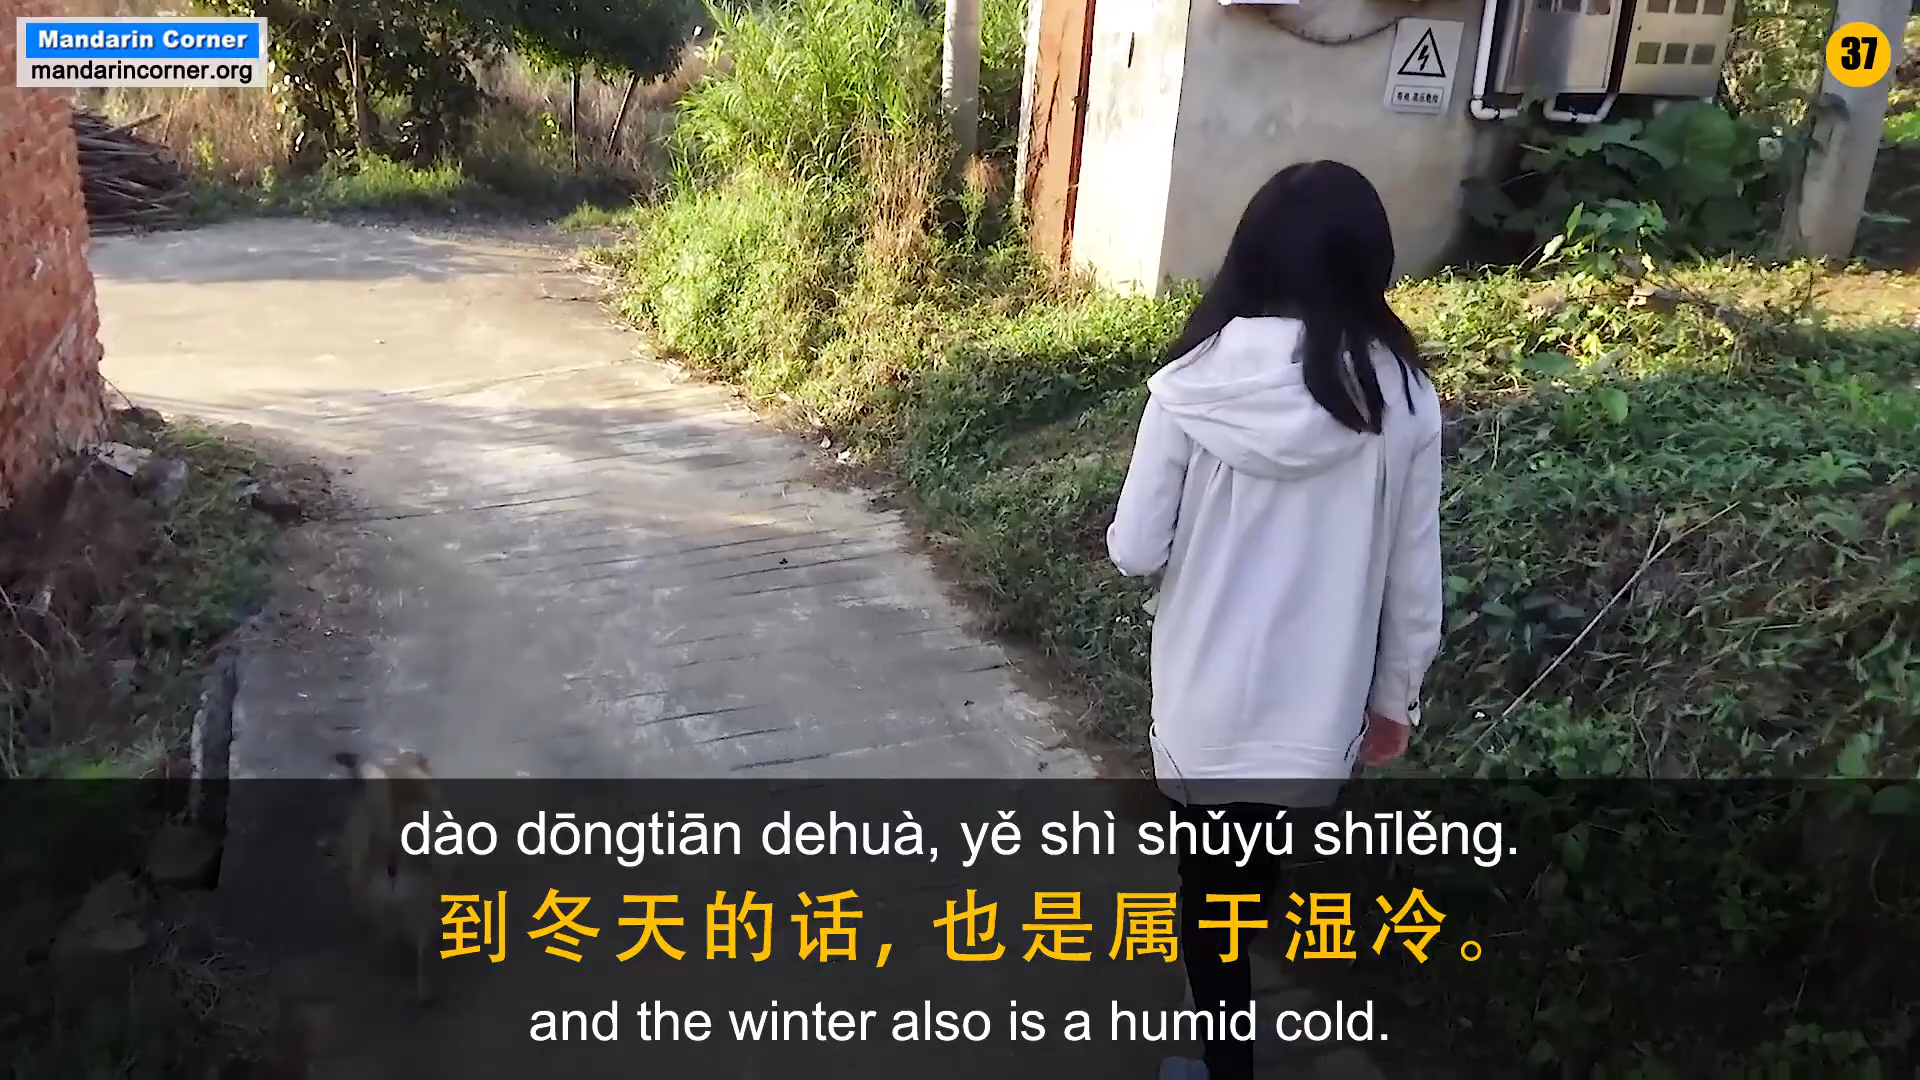 Mandarin Corner
mandarincorner.org
37
dào dōngtiān dehuà, yě shì shǔyú shīlěng.
到冬天的话, 也是属于湿冷。
and the winter also is a humid cold.